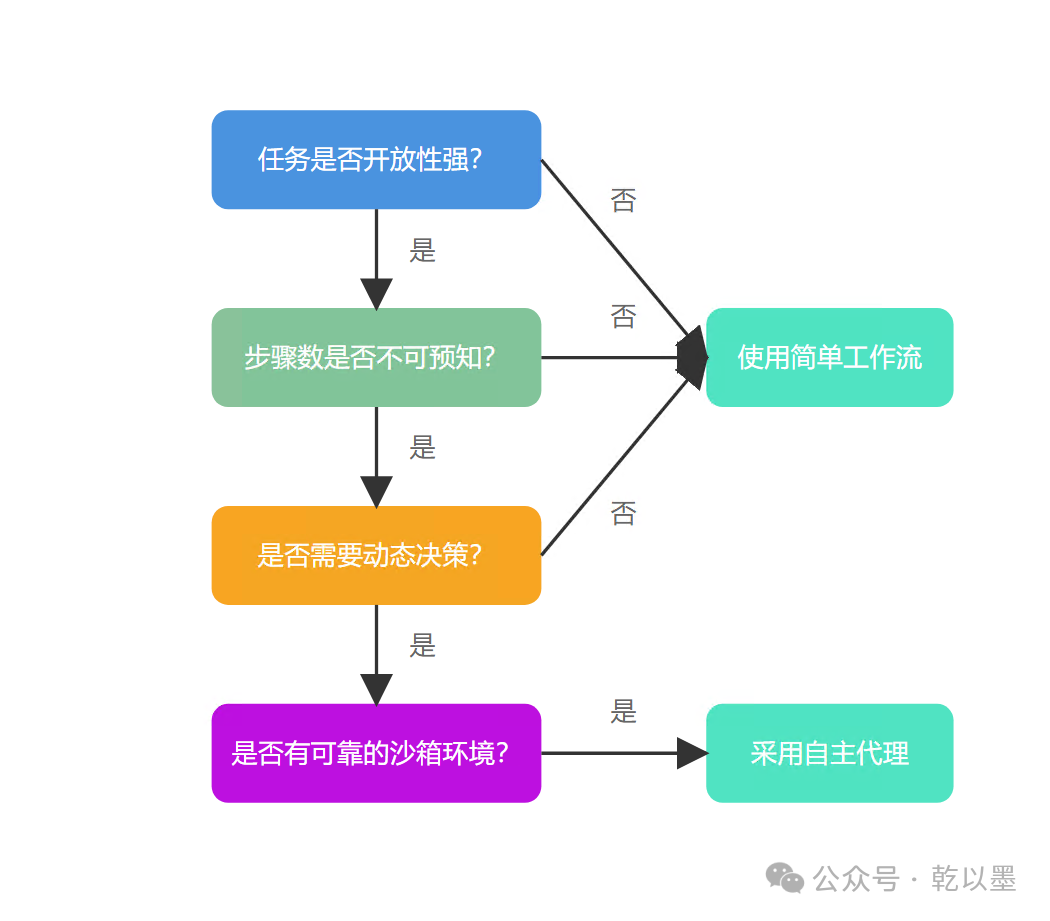 任务是否开放性强?
否
是
否
步骤数是否不可预知?
使用简单工作流
是
否
是否需要动态决策?
是
是
是否有可靠的沙箱环境?
采用自主代理
公众号 · 乾以墨